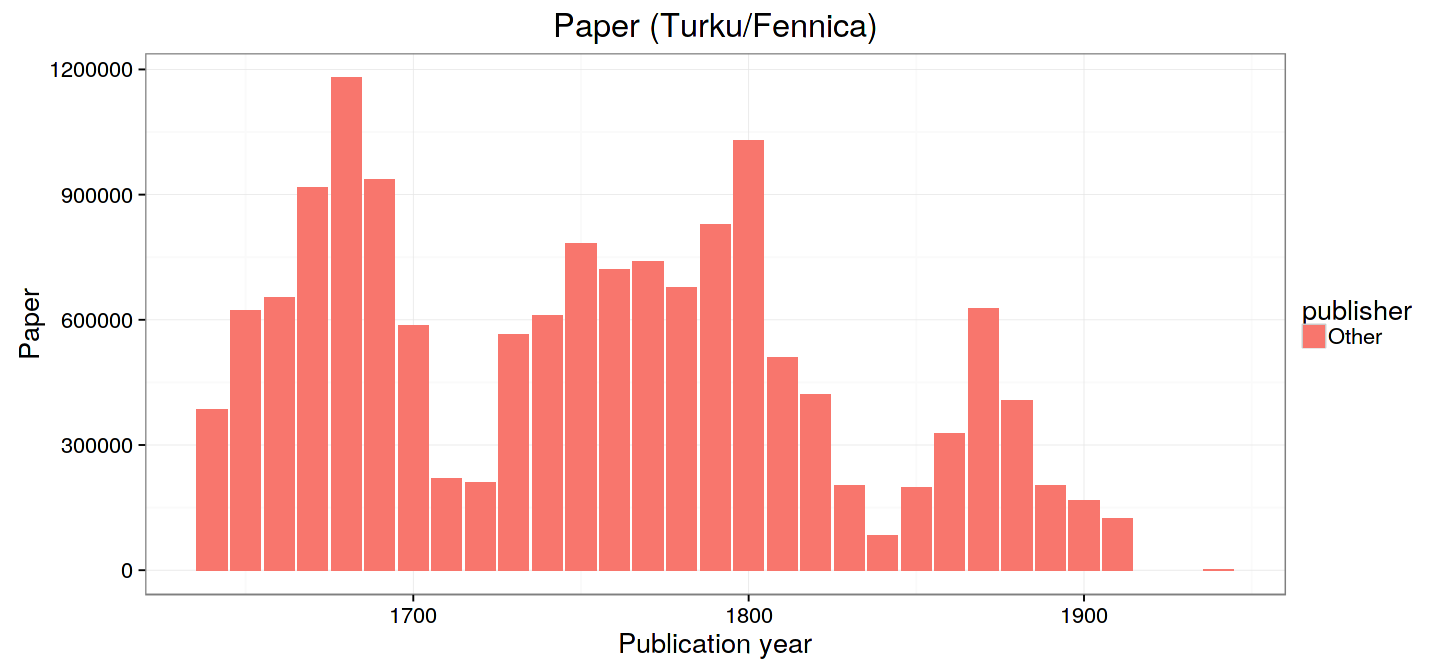 Paper (Turku/Fennica)
1200000
900000
600000
300000
0
Paper
1700
1800
1900
Publication year
publisher
Other